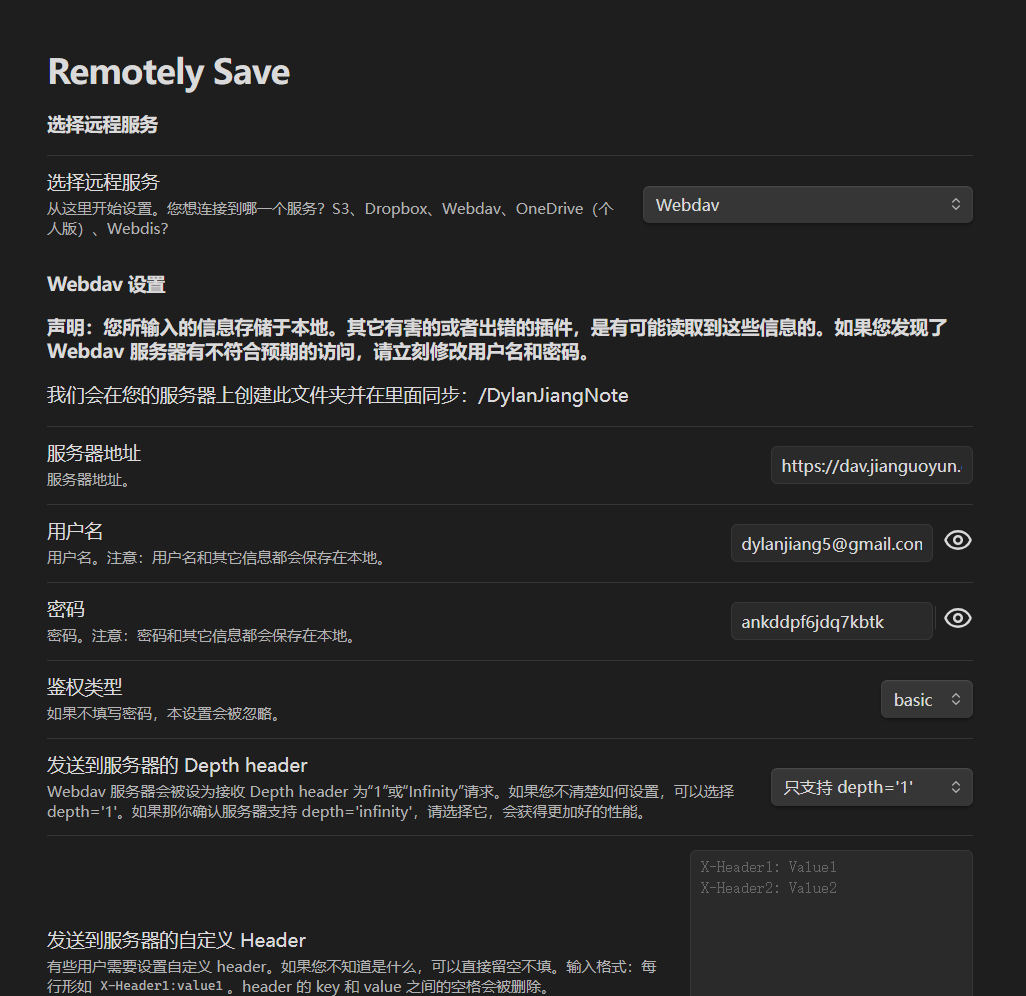 Remotely Save
选择远程服务
选择远程服务
从这里开始设置。您想连接到哪一个服务？S3、Dropbox、Webdav、OneDrive（个
人版）、Webdis?
Webdav
Webdav 设置
声明：您所输入的信息存储于本地。其它有害的或者出错的插件，是有可能读取到这些信息的。如果您发现了
Webdav 服务器有不符合预期的访问，请立刻修改用户名和密码。
我们会在您的服务器上创建此文件夹并在里面同步：/DylanJiangNote
服务器地址
服务器地址。
https://dav.jianguoyun.
用户名
用户名。注意：用户名和其它信息都会保存在本地。
dylanjiang5@gmail.con
密码
密码。注意：密码和其它信息都会保存在本地。
ankddpf6jdq7kbtk
鉴权类型
如果不填写密码，本设置会被忽略。
basic
发送到服务器的 Depth header
Webdav 服务器会被设为接收 Depth header 为“1”或“Infinity”请求。如果您不清楚如何设置，可以选择
depth='1'。如果那你确认服务器支持 depth='infinity'，请选择它，会获得更加好的性能。
只支持 depth='1'
X-Header1: Value1
X-Header2: Value2
发送到服务器的自定义 Header
有些用户需要设置自定义 header。如果您不知道是什么，可以直接留空不填。输入格式：每
行形如 X-Header1:value1 。header 的 key 和 value 之间的空格会被删除。